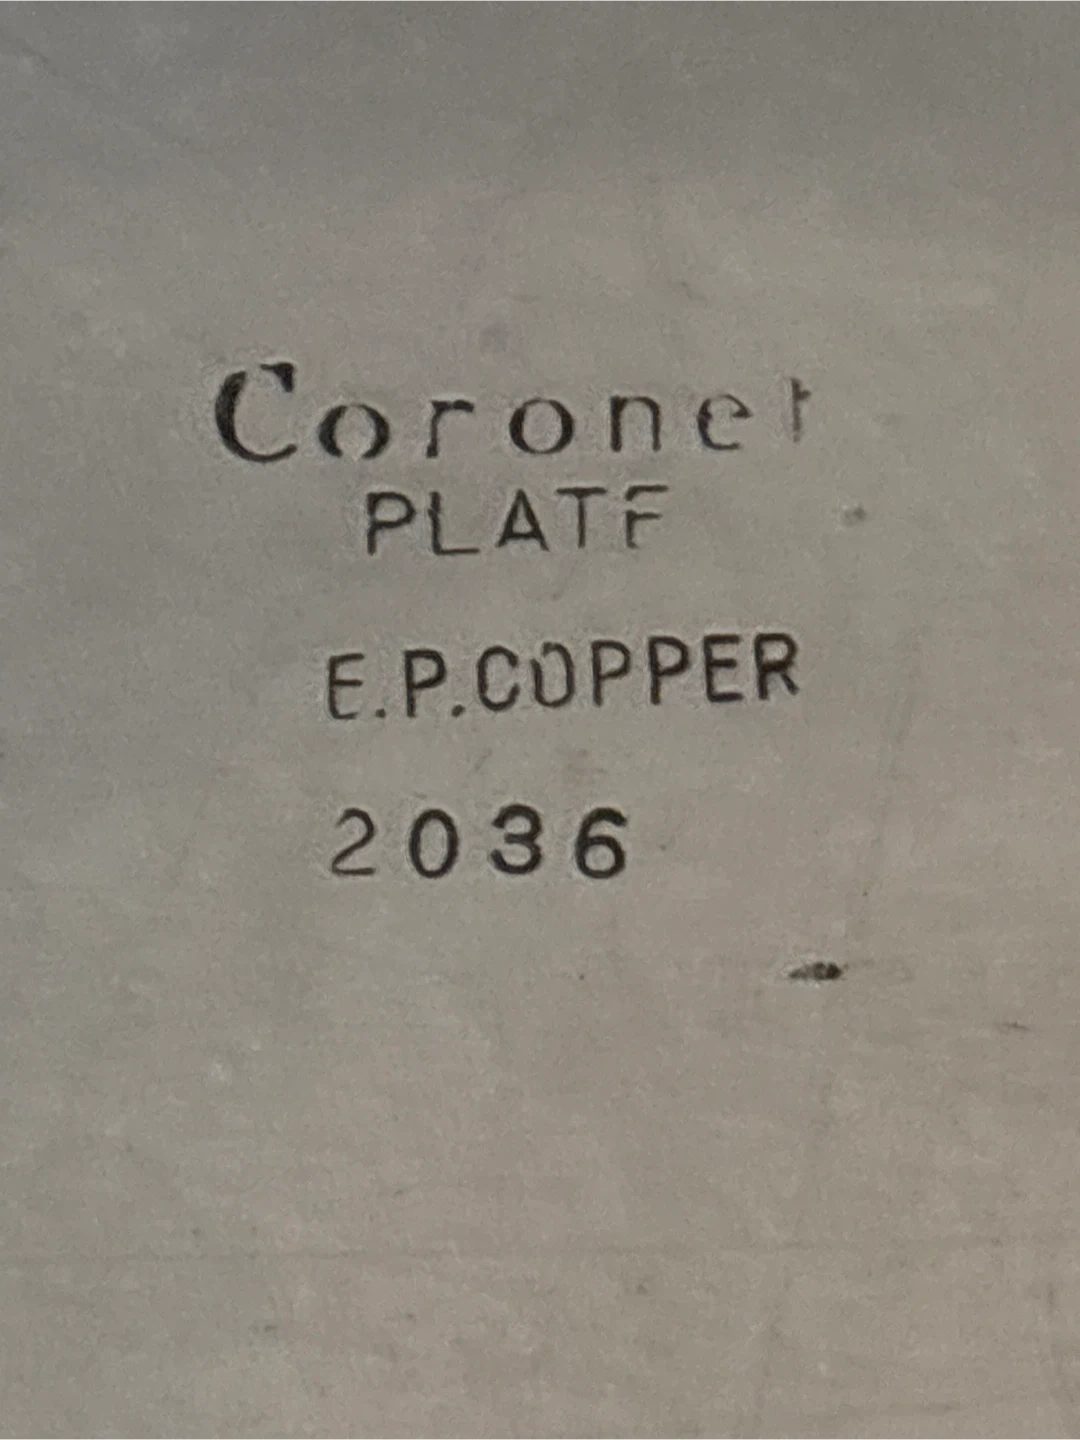 Coronet
PLATE
E.P.COPPER
2036